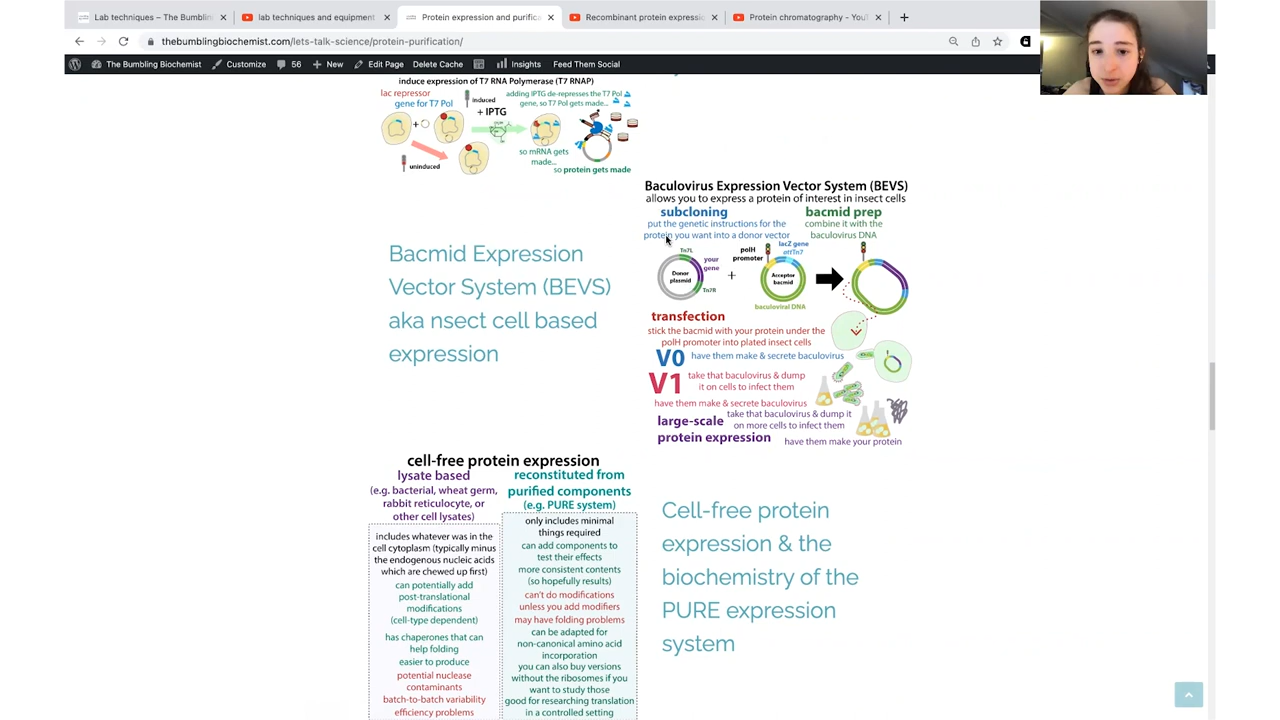 Lab techniques – The Bumblin
lab techniques and equipment
Protein expression and purifica
Recombinant protein expressio
Protein chromatography - You
thebumblingbiochemist.com/lets-talk-science/protein-purification/
The Bumbling Biochemist
Customize
56
New
Edit Page
Delete Cache
Insights
Feed Them Social
induce expression of T7 RNA Polymerase (T7 RNAP)
lac repressor
gene for T7 Pol
induced
+ IPTG
adding IPTG de-represses the T7 Pol
gene, so T7 Pol gets made...
so mRNA gets
made...
uninduced
so protein gets made
Bacmid Expression
Vector System (BEVS)
aka nsect cell based
expression
Baculovirus Expression Vector System (BEVS)
allows you to express a protein of interest in insect cells
subcloning
put the genetic instructions for the
protein you want into a donor vector
bacmid prep
combine it with the
baculovirus DNA
Tn7L
your
gene
Donor
plasmid
Tn7R
+
polH
promoter
lacZ gene
attTn7
Acceptor
bacmid
baculoviral DNA
transfection
stick the bacmid with your protein under the
polH promoter into plated insect cells
V0 have them make & secrete baculovirus
V1 take that baculovirus & dump
it on cells to infect them
have them make & secrete baculovirus
large-scale
protein expression
take that baculovirus & dump it
on more cells to infect them
have them make your protein
cell-free protein expression
lysate based
(e.g. bacterial, wheat germ,
rabbit reticulocyte, or
other cell lysates)
includes whatever was in the
cell cytoplasm (typically minus
the endogenous nucleic acids
which are chewed up first)
can potentially add
post-translational
modifications
(cell-type dependent)
has chaperones that can
help folding
easier to produce
potential nuclease
contaminants
batch-to-batch variability
efficiency problems
reconstituted from
purified components
(e.g. PURE system)
only includes minimal
things required
can add components to
test their effects
more consistent contents
(so hopefully results)
can't do modifications
unless you add modifiers
may have folding problems
can be adapted for
non-canonical amino acid
incorporation
you can also buy versions
without the ribosomes if you
want to study those
good for researching translation
in a controlled setting
Cell-free protein
expression & the
biochemistry of the
PURE expression
system